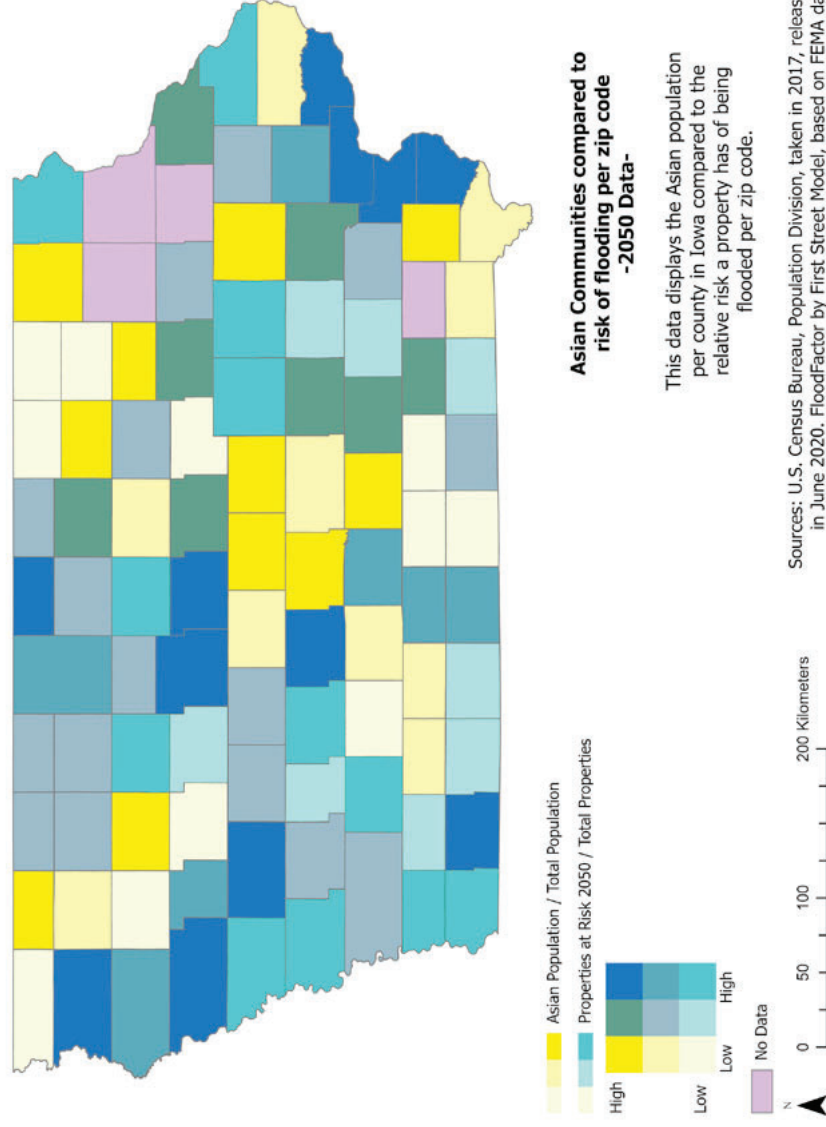 Asian Communities compared to
risk of flooding per zip code
-2050 Data-
This data displays the Asian population
per county in Iowa compared to the
relative risk a property has of being
flooded per zip code.
Sources: U.S. Census Bureau, Population Division, taken in 2017,
in June 2020. FloodFactor by First Street Model, based on FEMA
Asian Population / Total Population
Properties at Risk 2050 / Total Properties
High
Low
Low
High
No Data
N
0
50
100
200 Kilometers